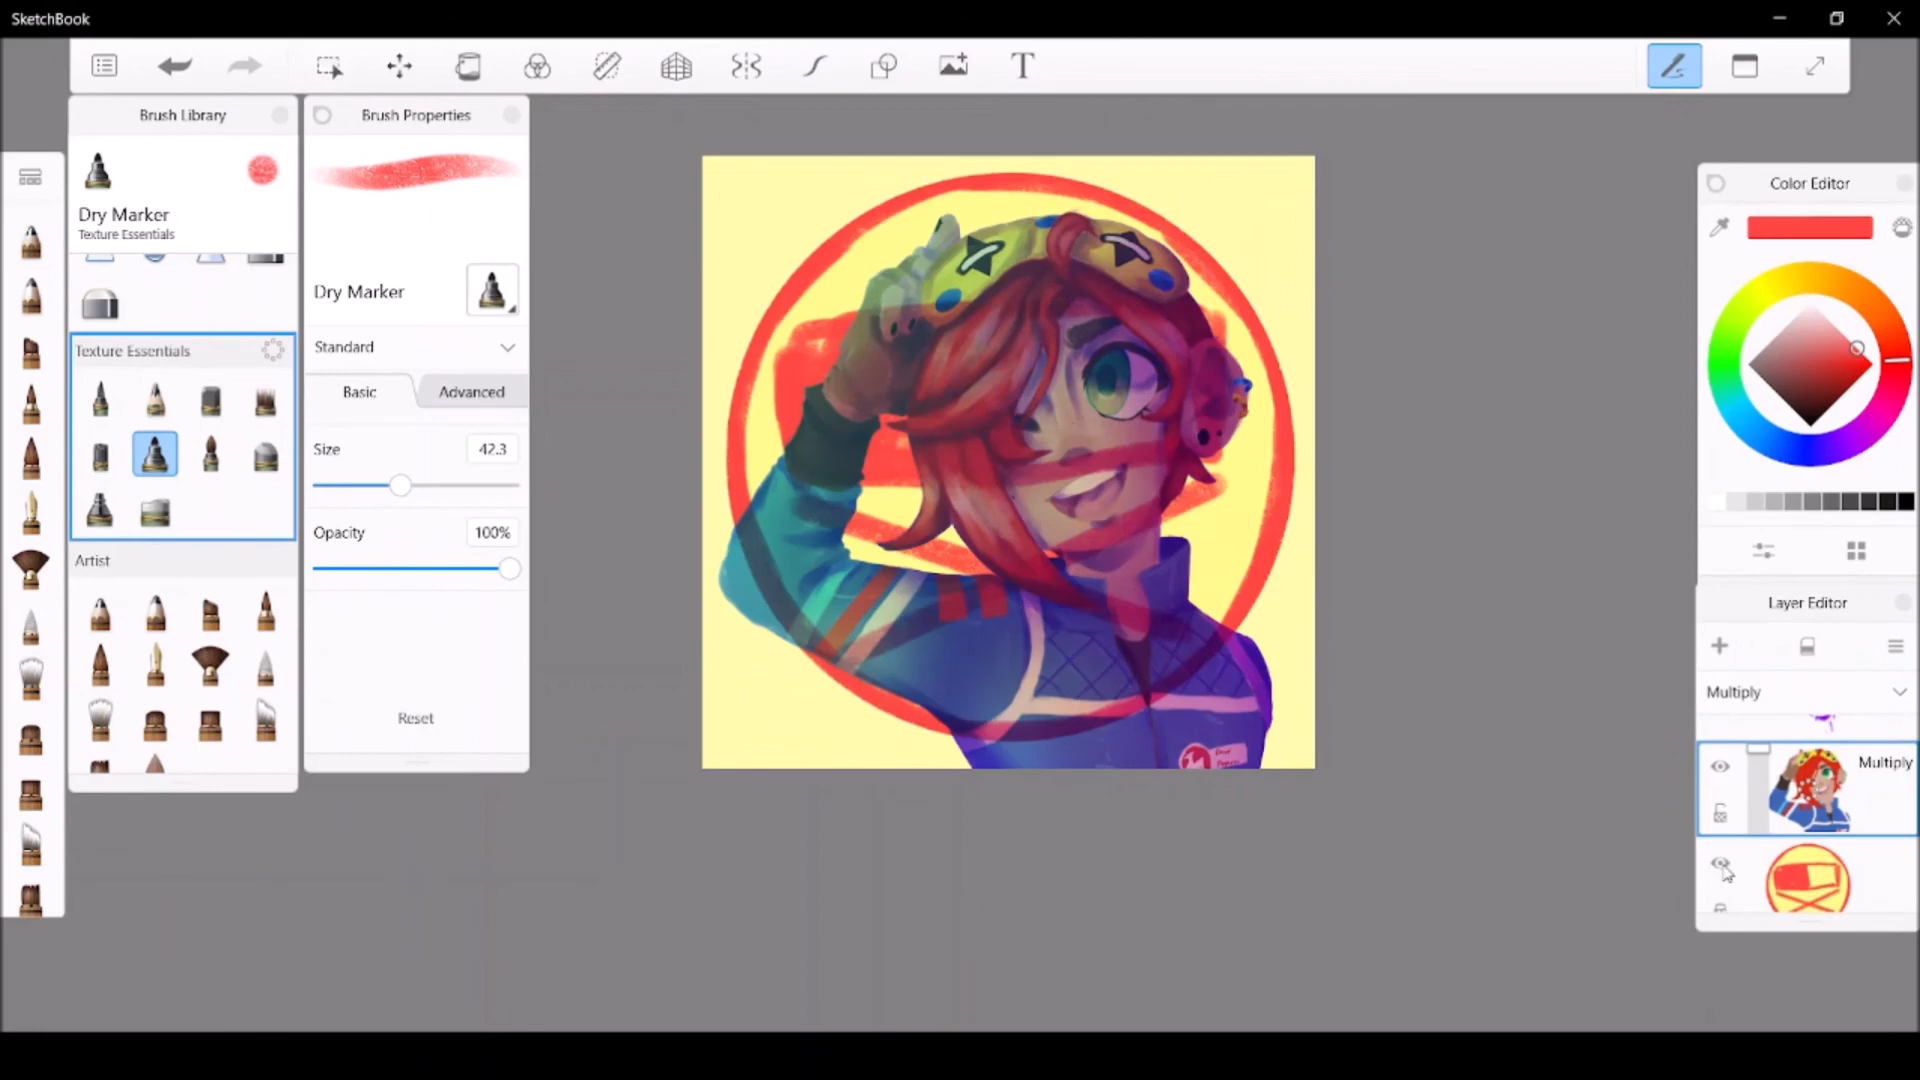 SketchBook
T
Brush Library
Dry Marker
Texture Essentials
Texture Essentials
Artist
Brush Properties
Dry Marker
Standard
Basic
Advanced
Size
42.3
Opacity
100%
Reset
Color Editor
Layer Editor
Multiply
Multiply